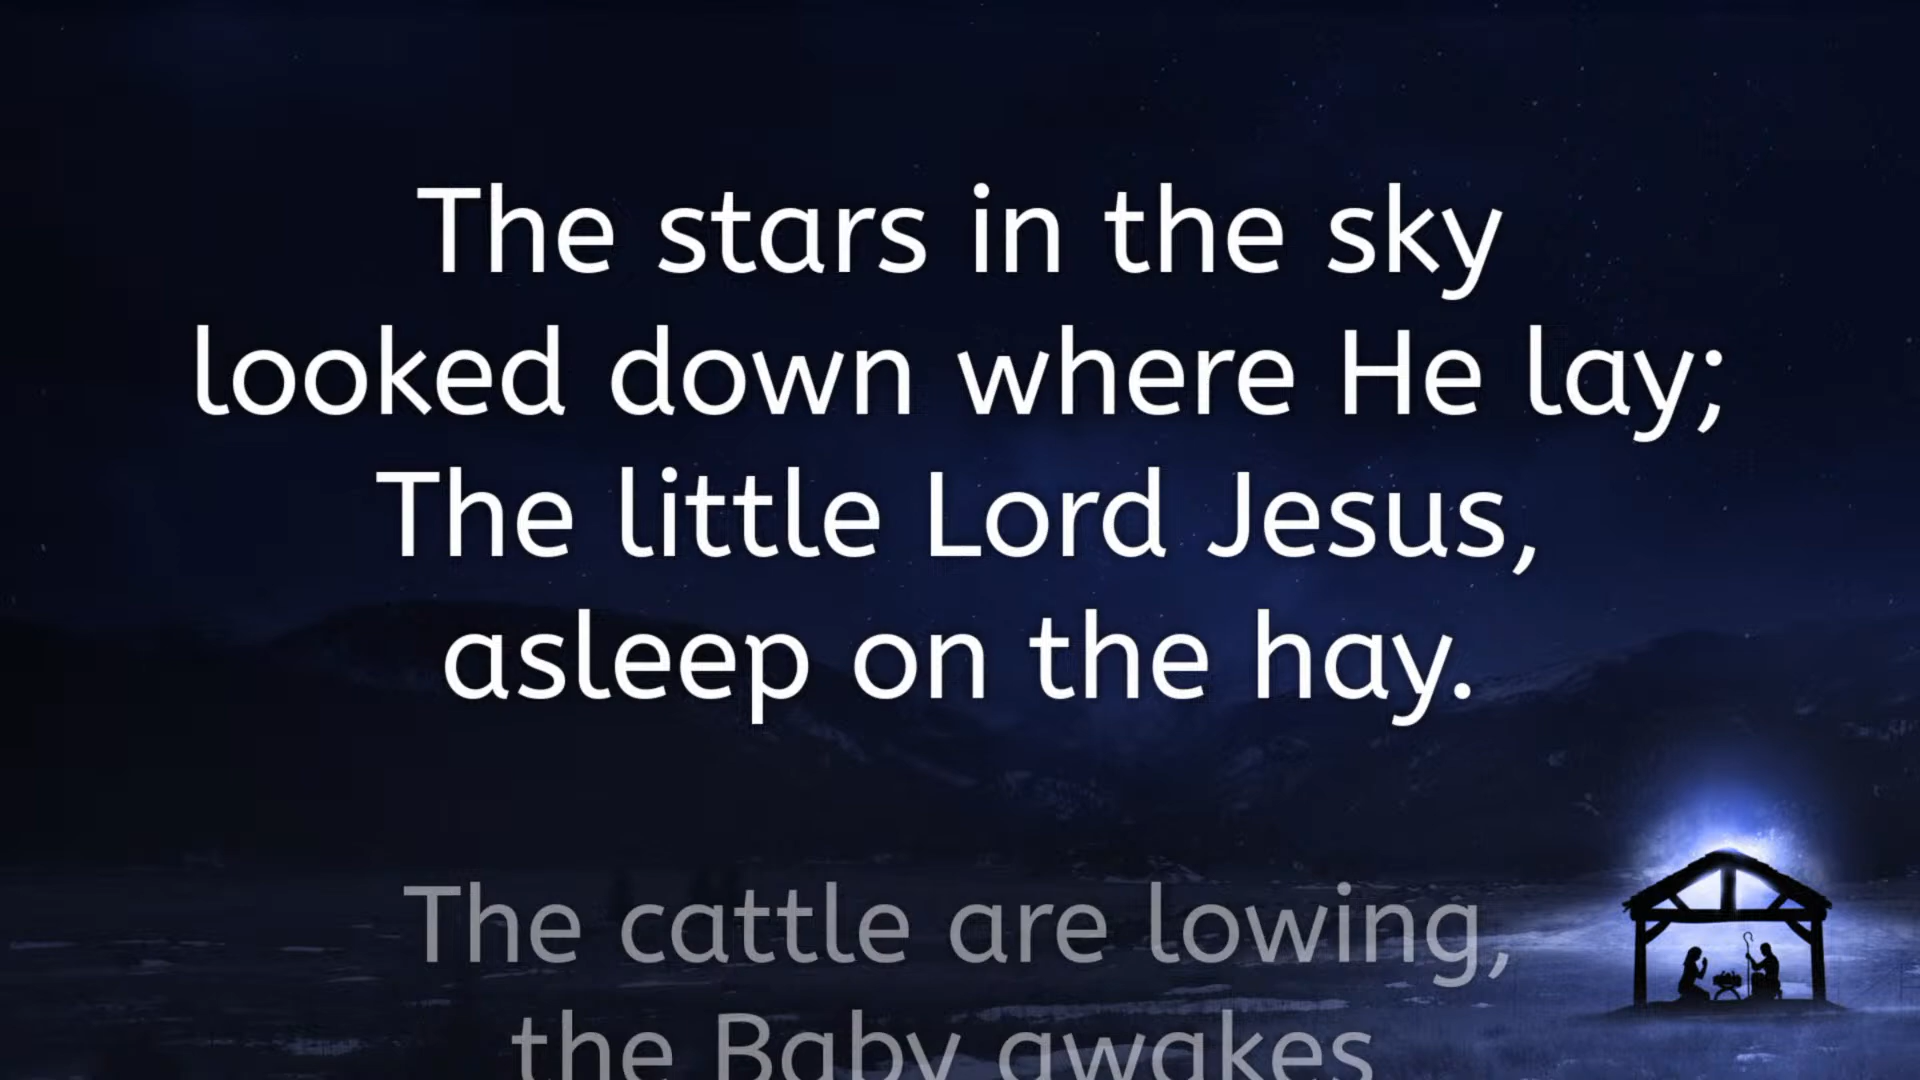 The stars in the sky
looked down where He lay;
The little Lord Jesus,
asleep on the hay.
The cattle are lowing,
the Baby awakes